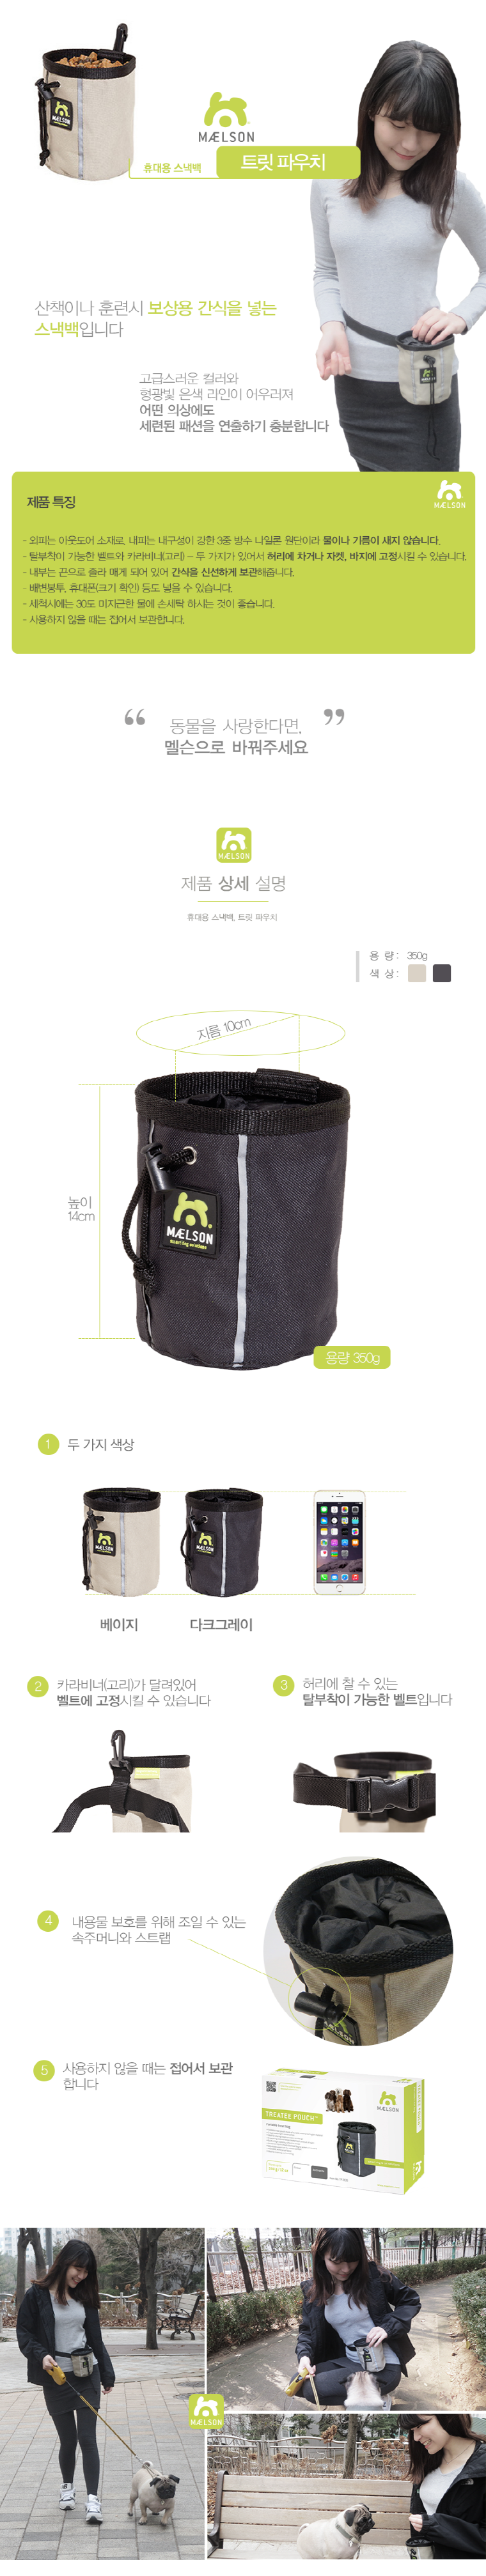 MÆLSON
MÆLSON
휴대용 스낵백
트릿 파우치
산책이나 훈련시 보상용 간식을 넣는
스낵백입니다
고급스러운 컬러와
형광빛 은색 라인이 어우러져
어떤 의상에도
세련된 패션을 연출하기 충분합니다
제품 특징
MÆLSON
- 외피는 아웃도어 소재로, 내피는 내구성이 강한 3중 방수 나일론 원단이라 물이나 기름이 새지 않습니다.
- 탈부착이 가능한 벨트와 카라비너(고리) – 두 가지가 있어서 허리에 차거나 자켓, 바지에 고정시킬 수 있습니다.
- 내부는 끈으로 졸라 매게 되어 있어 간식을 신선하게 보관해줍니다.
- 배변봉투, 휴대폰(크기 확인) 등도 넣을 수 있습니다.
- 세척시에는 30도 미지근한 물에 손세탁 하시는 것이 좋습니다.
- 사용하지 않을 때는 접어서 보관합니다.
“ 동물을 사랑한다면, ”
멜슨으로 바꿔주세요
MÆLSON
제품 상세 설명
휴대용 스낵백, 트릿 파우치
용 량 : 350g
색 상 :
지름 10cm
높이
14cm
MÆLSON
용량 350g
1 두 가지 색상
MÆLSON
MÆLSON
베이지
다크그레이
2 카라비너(고리)가 달려있어
벨트에 고정시킬 수 있습니다
3 허리에 찰 수 있는
탈부착이 가능한 벨트입니다
4 내용물 보호를 위해 조일 수 있는
속주머니와 스트랩
5 사용하지 않을 때는 접어서 보관
합니다
MÆLSON
TREATEE POUCH
MÆLSON